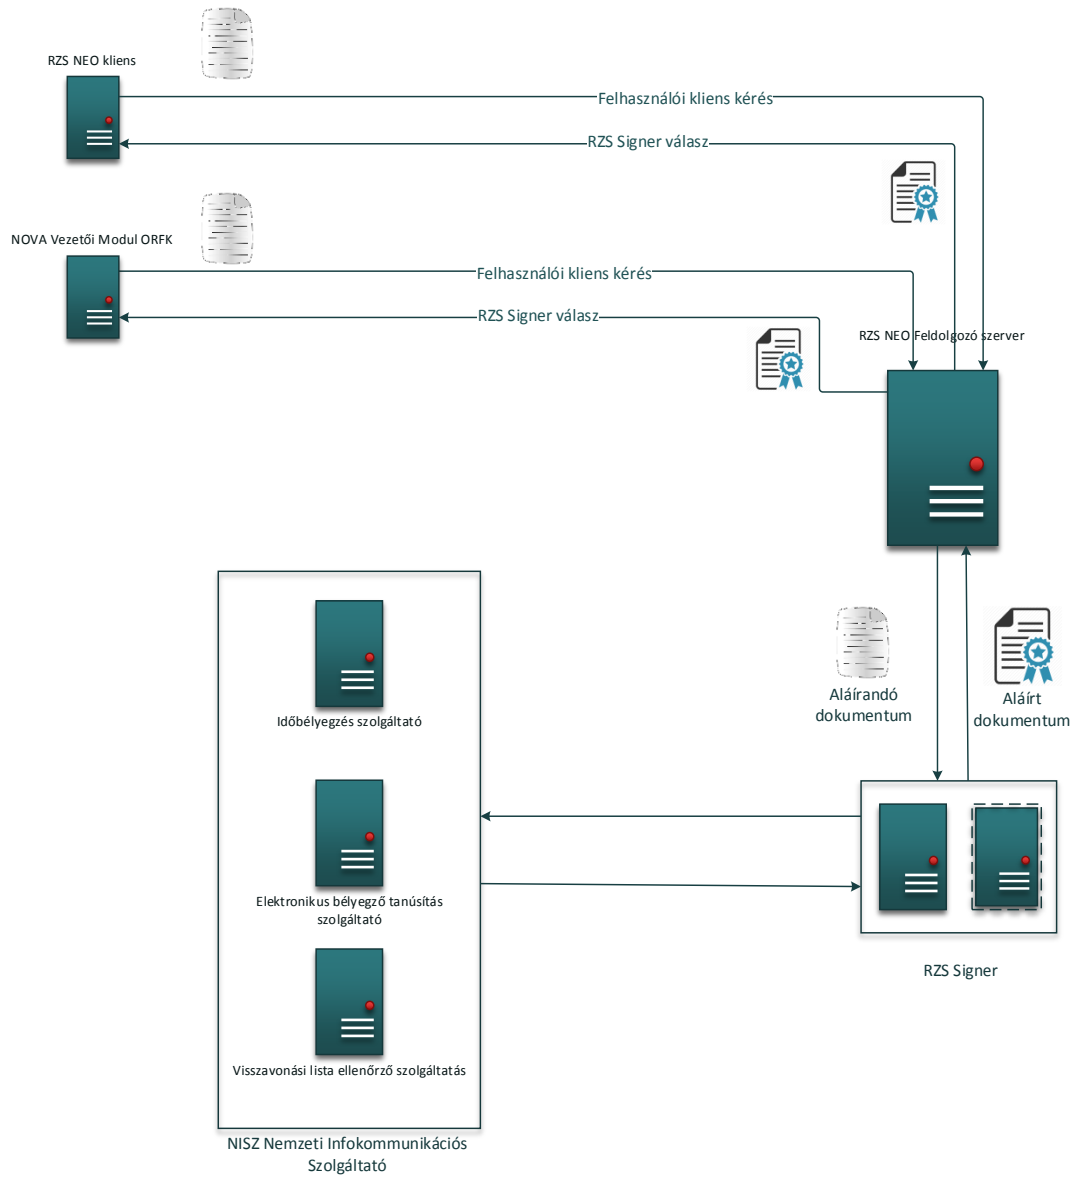 RZS NEO kliens
Felhasználói kliens kérés
RZS Signer válasz
NOVA Vezetői Modul ORFK
Felhasználói kliens kérés
RZS Signer válasz
RZS NEO Feldolgozó szerver
Aláírandó
dokumentum
Aláírt
dokumentum
Időbélyegzés szolgáltató
Elektronikus bélyegző tanúsítás
szolgáltató
RZS Signer
Visszavonási lista ellenőrző szolgáltatás
NISZ Nemzeti Infokommunikációs
Szolgáltató